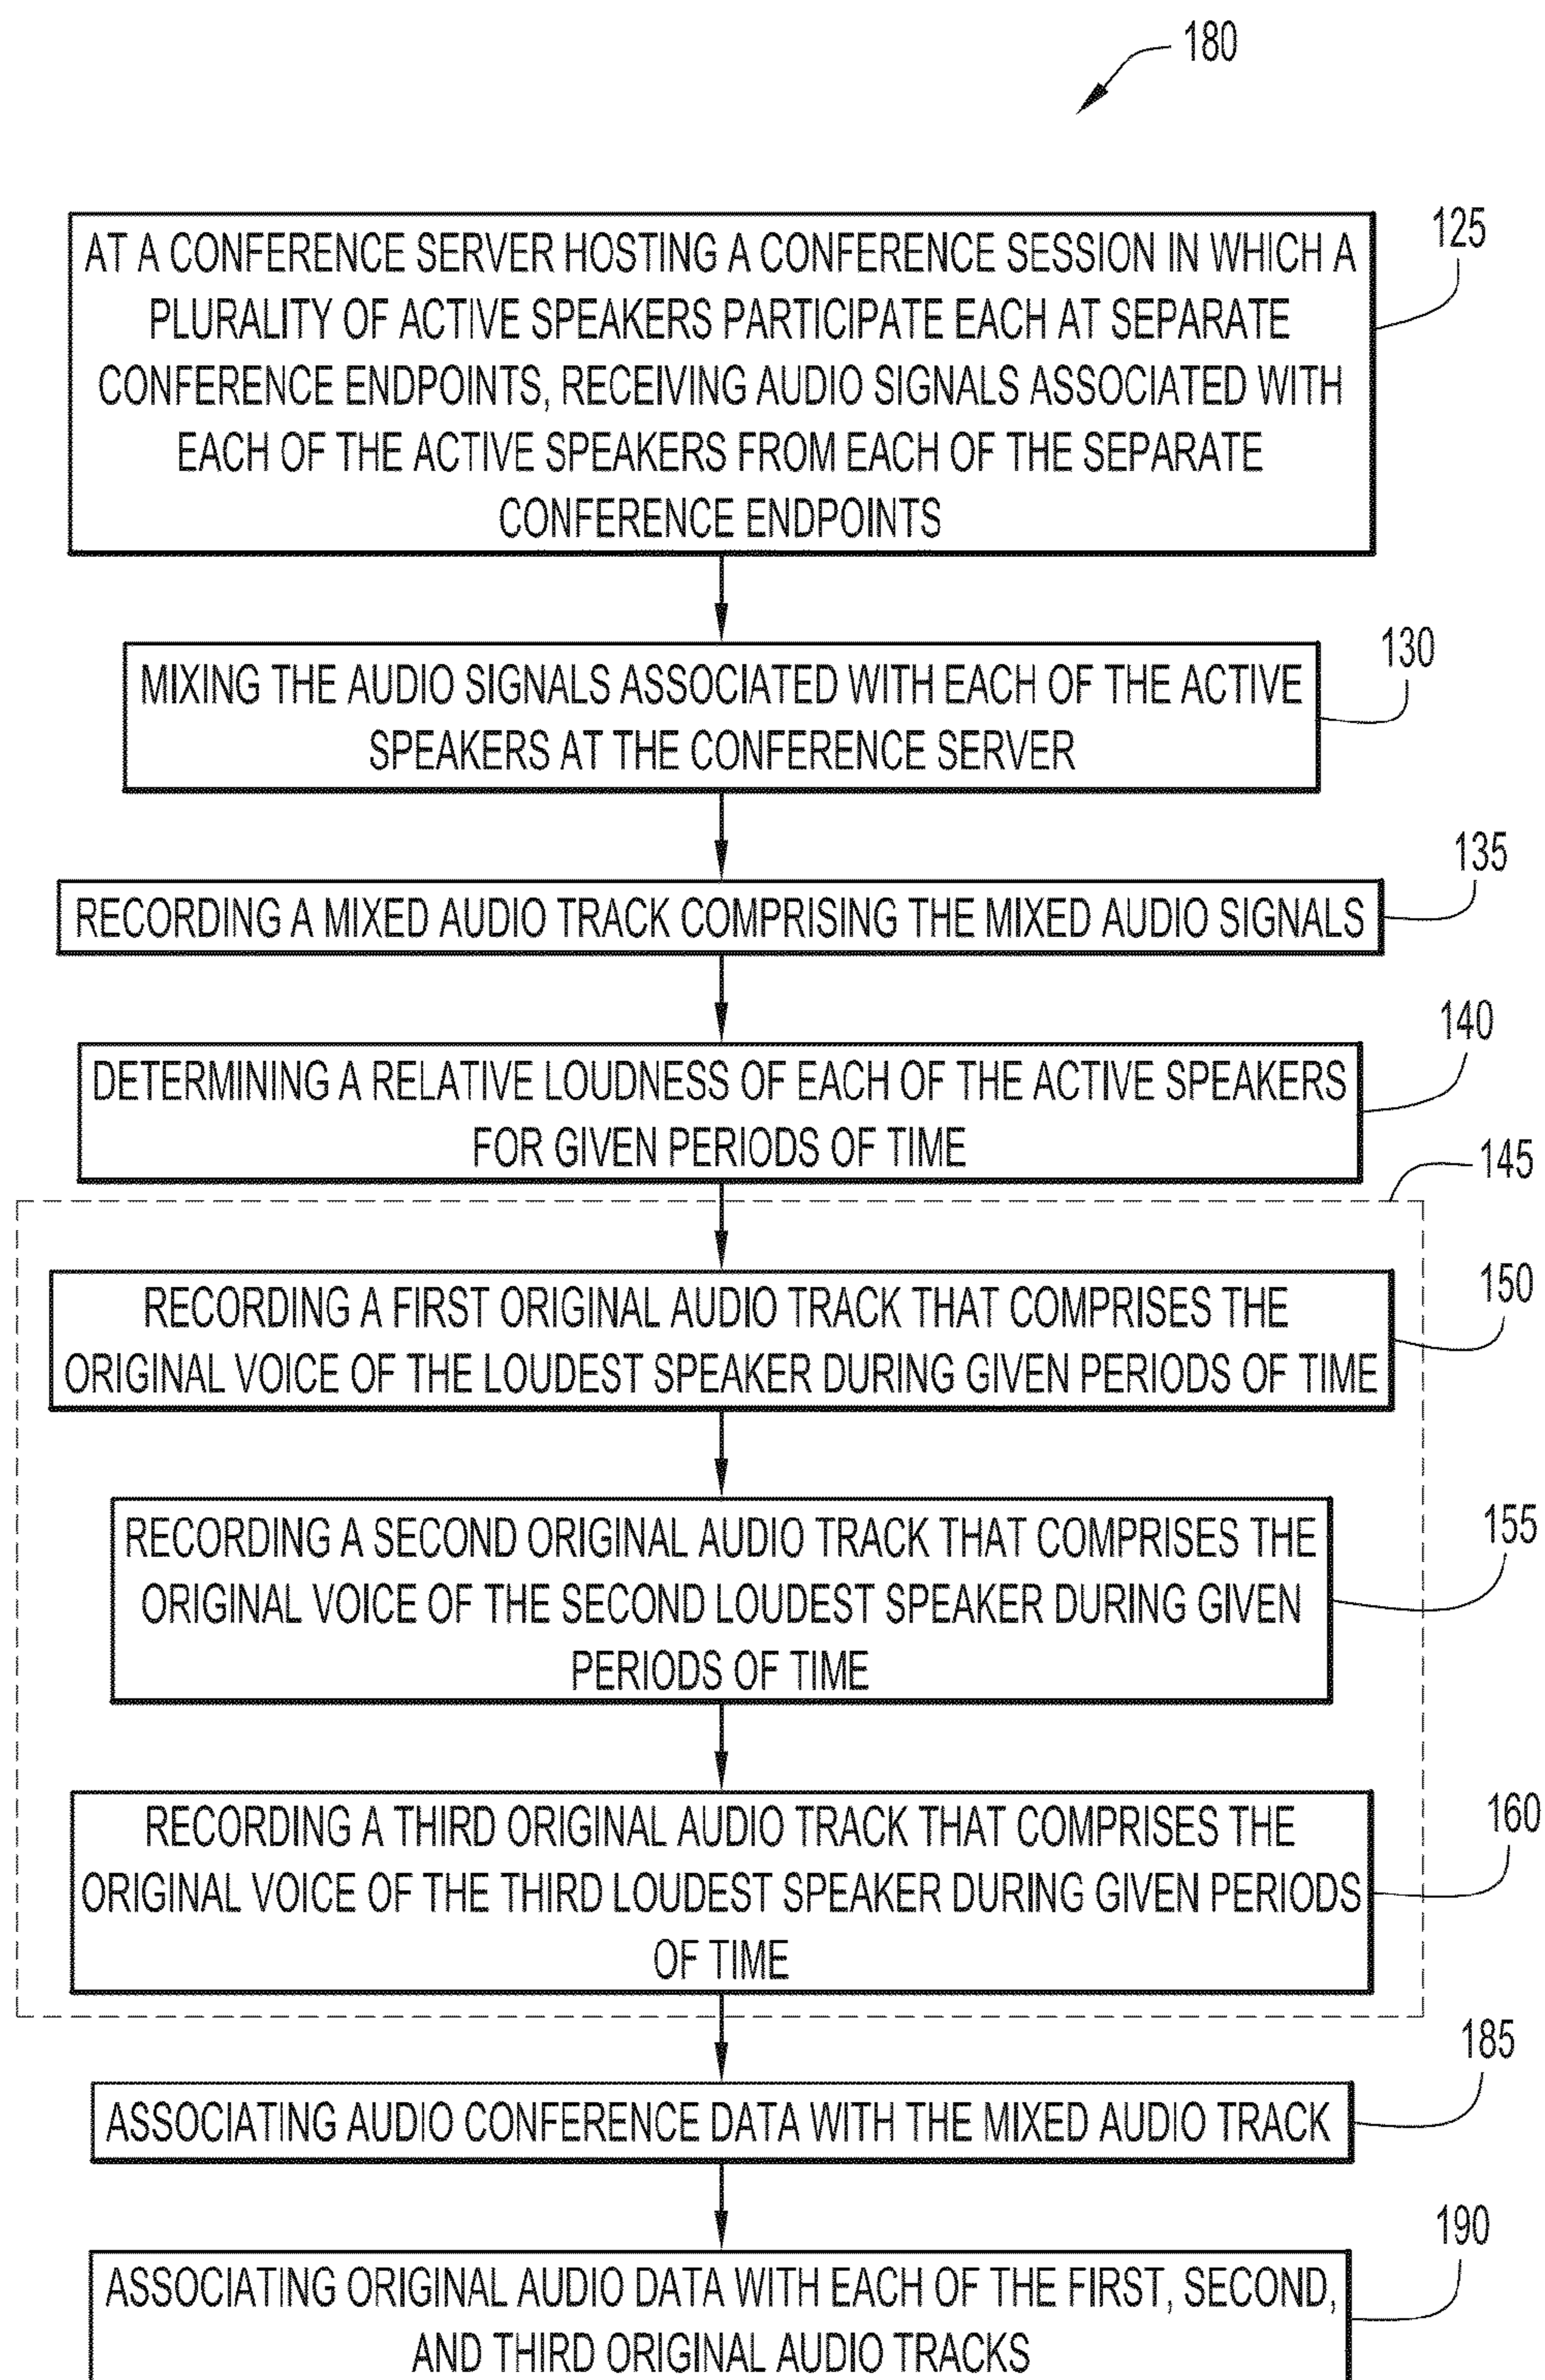 180
125
AT A CONFERENCE SERVER HOSTING A CONFERENCE SESSION IN WHICH A
PLURALITY OF ACTIVE SPEAKERS PARTICIPATE EACH AT SEPARATE
CONFERENCE ENDPOINTS, RECEIVING AUDIO SIGNALS ASSOCIATED WITH
EACH OF THE ACTIVE SPEAKERS FROM EACH OF THE SEPARATE
CONFERENCE ENDPOINTS
130
MIXING THE AUDIO SIGNALS ASSOCIATED WITH EACH OF THE ACTIVE
SPEAKERS AT THE CONFERENCE SERVER
135
RECORDING A MIXED AUDIO TRACK COMPRISING THE MIXED AUDIO SIGNALS
140
DETERMINING A RELATIVE LOUDNESS OF EACH OF THE ACTIVE SPEAKERS
FOR GIVEN PERIODS OF TIME
145
150
RECORDING A FIRST ORIGINAL AUDIO TRACK THAT COMPRISES THE
ORIGINAL VOICE OF THE LOUDEST SPEAKER DURING GIVEN PERIODS OF TIME
155
RECORDING A SECOND ORIGINAL AUDIO TRACK THAT COMPRISES THE
ORIGINAL VOICE OF THE SECOND LOUDEST SPEAKER DURING GIVEN
PERIODS OF TIME
160
RECORDING A THIRD ORIGINAL AUDIO TRACK THAT COMPRISES THE
ORIGINAL VOICE OF THE THIRD LOUDEST SPEAKER DURING GIVEN PERIODS
OF TIME
185
ASSOCIATING AUDIO CONFERENCE DATA WITH THE MIXED AUDIO TRACK
190
ASSOCIATING ORIGINAL AUDIO DATA WITH EACH OF THE FIRST, SECOND,
AND THIRD ORIGINAL AUDIO TRACKS